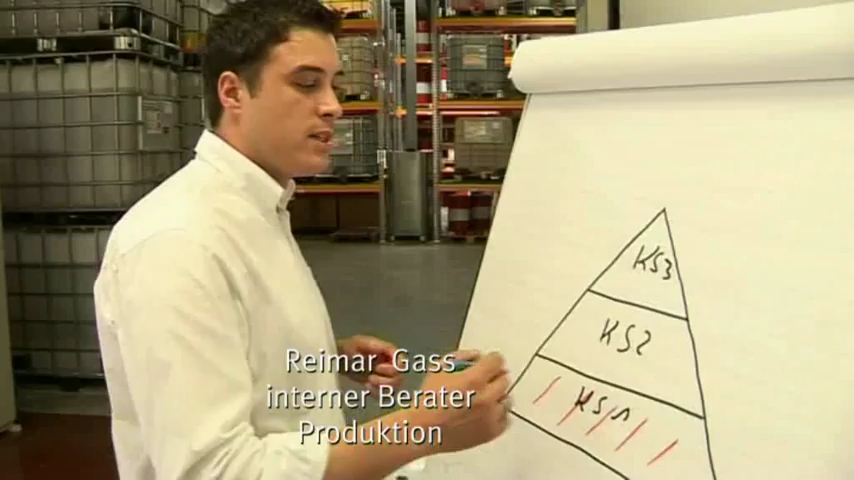 KS3
KS2
KS1
Reimar Gass
interner Berater
Produktion